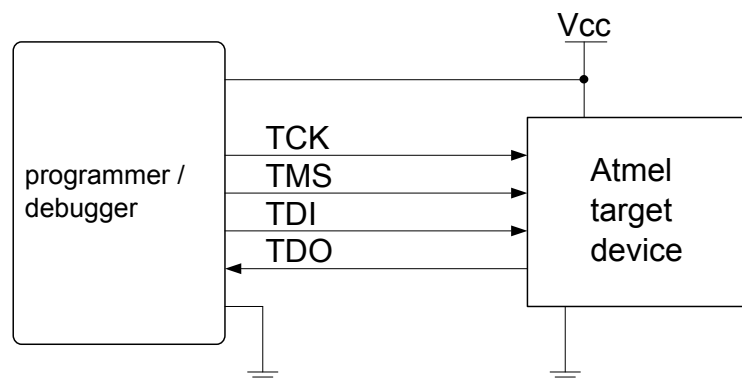 Vcc
TCK
TMS
TDI
TDO
programmer /
debugger
Atmel
target
device